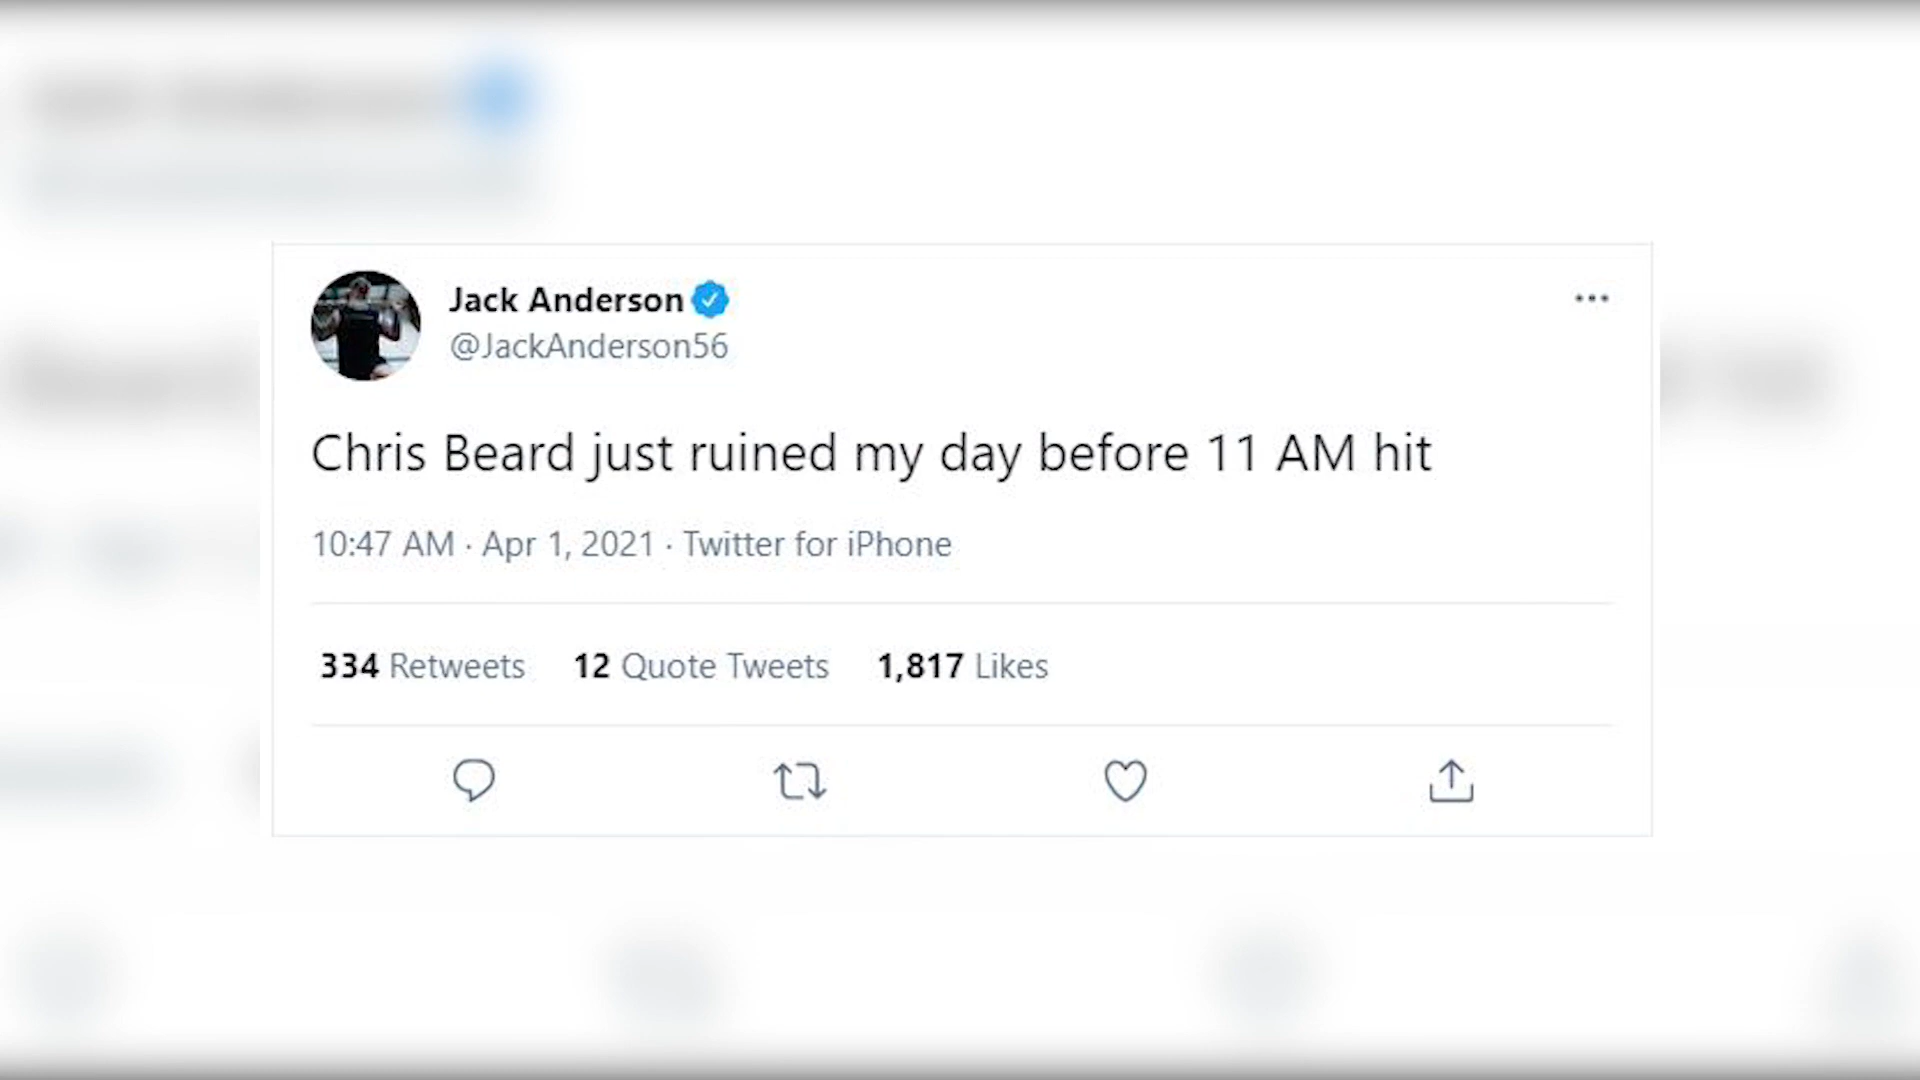 Jack Anderson
@JackAnderson56
Chris Beard just ruined my day before 11 AM hit
10:47 AM · Apr 1, 2021 · Twitter for iPhone
334 Retweets 12 Quote Tweets 1,817 Likes